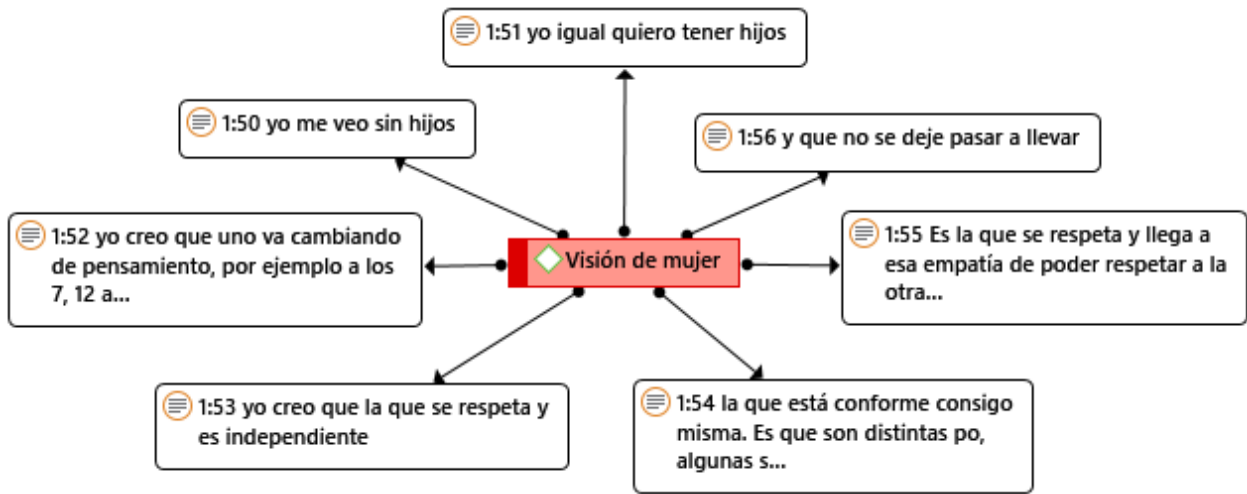 1:51 yo igual quiero tener hijos
1:50 yo me veo sin hijos
1:56 y que no se deje pasar a llevar
1:52 yo creo que uno va cambiando
de pensamiento, por ejemplo a los
7, 12 a...
Visión de mujer
1:55 Es la que se respeta y llega a
esa empatía de poder respetar a la
otra...
1:53 yo creo que la que se respeta y
es independiente
1:54 la que está conforme consigo
misma. Es que son distintas po,
algunas s...